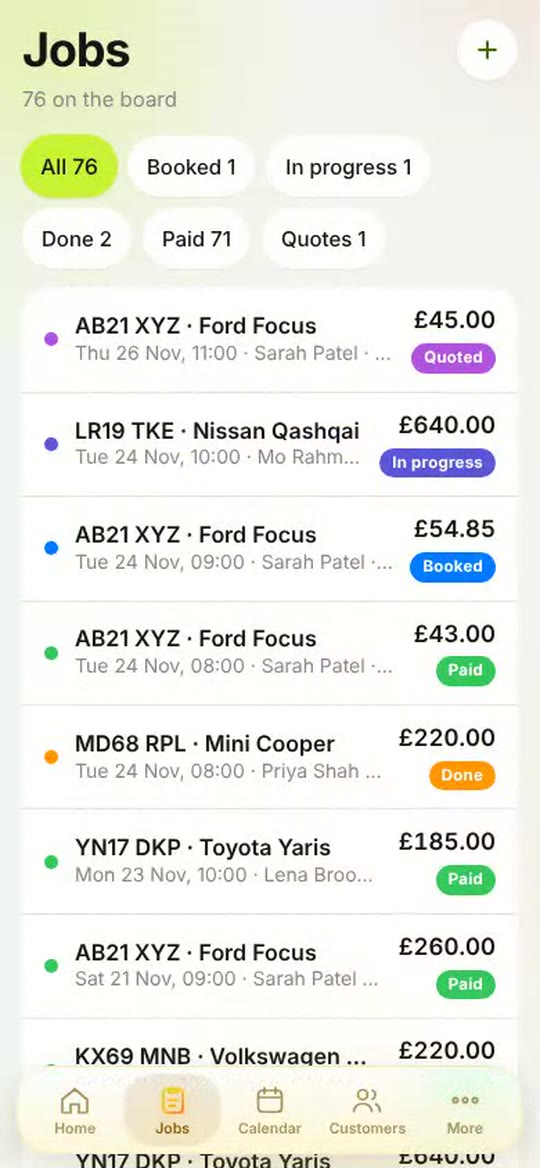 Jobs
76 on the board
All 76
Booked 1
In progress 1
Done 2
Paid 71
Quotes 1
AB21 XYZ · Ford Focus
£45.00
Thu 26 Nov, 11:00 · Sarah Patel · ...
Quoted
LR19 TKE · Nissan Qashqai
£640.00
Tue 24 Nov, 10:00 · Mo Rahm...
In progress
AB21 XYZ · Ford Focus
£54.85
Tue 24 Nov, 09:00 · Sarah Patel ·...
Booked
AB21 XYZ · Ford Focus
£43.00
Tue 24 Nov, 08:00 · Sarah Patel ·...
Paid
MD68 RPL · Mini Cooper
£220.00
Tue 24 Nov, 08:00 · Priya Shah ...
Done
YN17 DKP · Toyota Yaris
£185.00
Mon 23 Nov, 10:00 · Lena Broo...
Paid
AB21 XYZ · Ford Focus
£260.00
Sat 21 Nov, 09:00 · Sarah Patel ...
Paid
KX69 MNB · Volkswagen ...
£220.00
Home
Jobs
Calendar
Customers
More
YN17 DKP · Toyota Yaris
£640.00